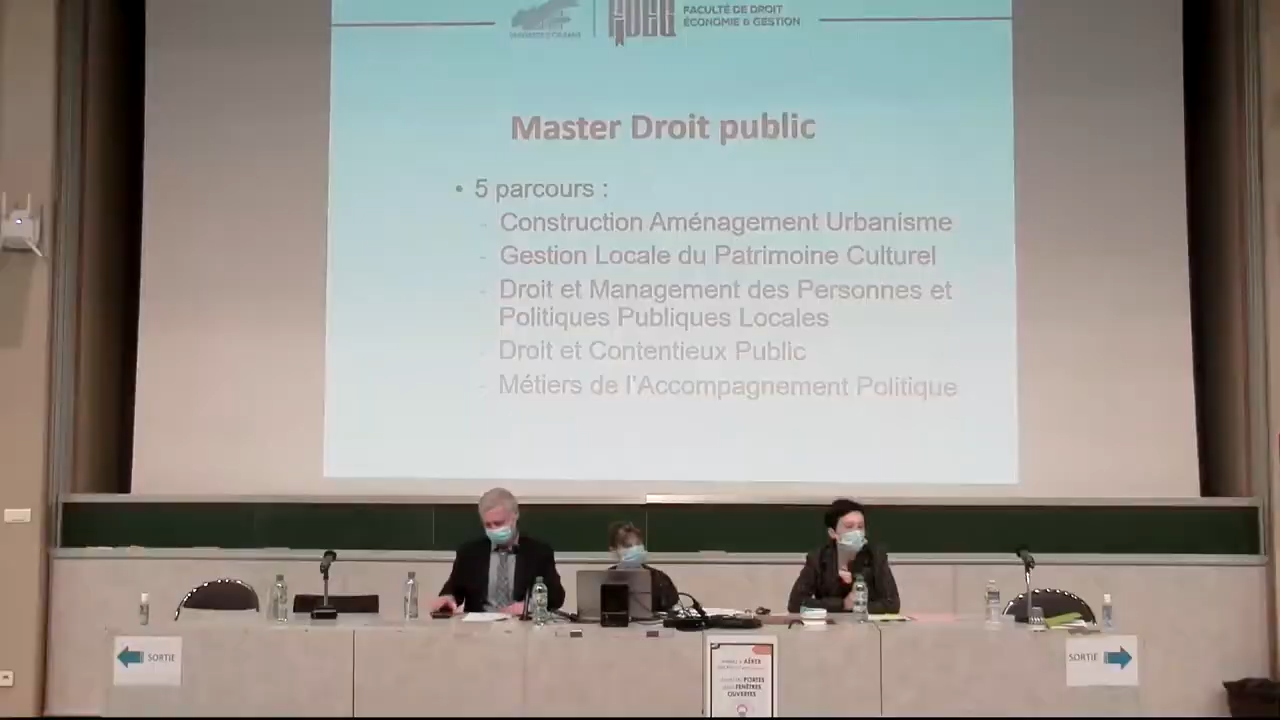 FACULTÉ DE DROIT
ÉCONOMIE & GESTION
Master Droit public
• 5 parcours :
- Construction Aménagement Urbanisme
- Gestion Locale du Patrimoine Culturel
- Droit et Management des Personnes et
Politiques Publiques Locales
- Droit et Contentieux Public
- Métiers de l'Accompagnement Politique
SORTIE
SORTIE
AÉRER
PORTES
FENÊTRES
OUVERTES